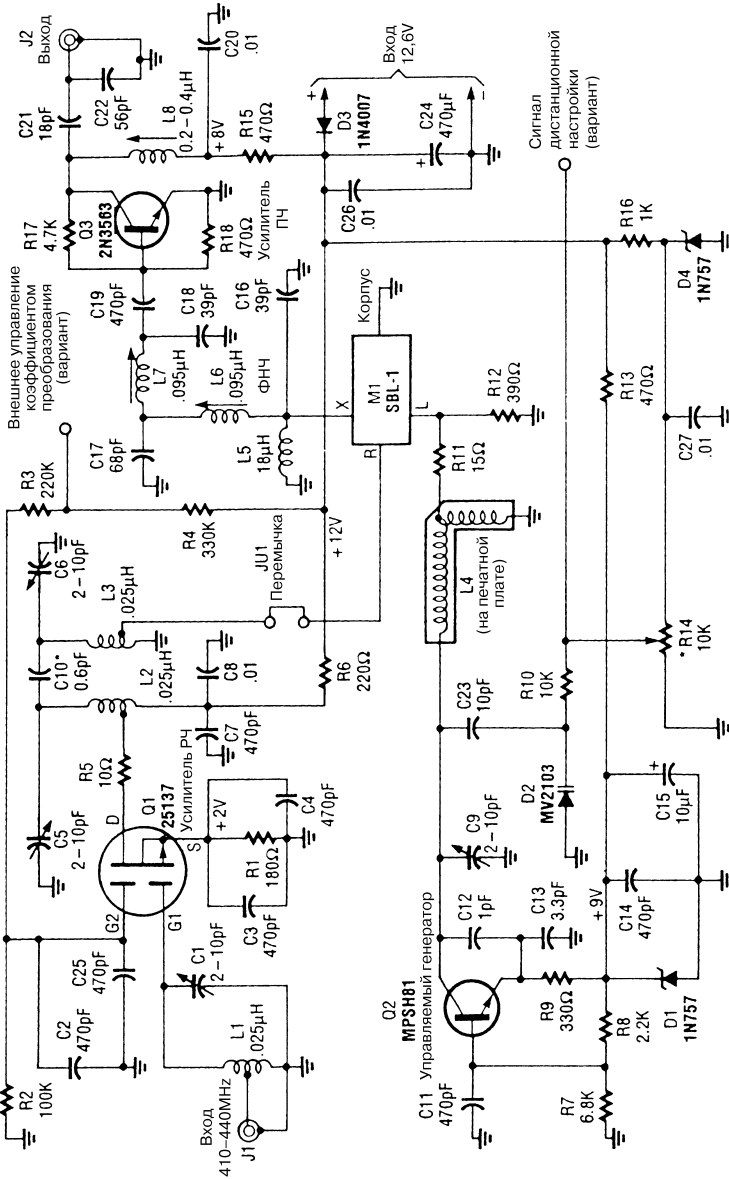 R2
100K
C2
470pF
C25
470pF
G2
G1
J1
Вход
410–440MHz
L1
.025µH
C1
2–10pF
C3
470pF
R1
180Ω
C4
470pF
+2V
S
D
Q1
25137
Усилитель РЧ
C5
2–10pF
R5
10Ω
L2
.025µH
C10*
0.6pF
L3
.025µH
C6
2–10pF
C7
470pF
C8
.01
R6
220Ω
JU1
Перемычка
R3
220K
R4
330K
+12V
Внешнее управление
коэффициентом
преобразования
(вариант)
C17
68pF
L7
.095µH
L6
.095µH
ФНЧ
L5
18µH
C19
470pF
C18
39pF
C16
39pF
X
R
L
M1
SBL-1
Корпус
R17
4.7K
Q3
2N3563
R18
470Ω
Усилитель
ПЧ
C21
18pF
J2
Выход
C22
56pF
L8
0.2–0.4µH
+8V
C20
.01
R15
470Ω
D3
1N4007
Вход
12,6V
+
–
+
C24
470µF
C26
.01
R11
15Ω
R12
390Ω
L4
(на печатной
плате)
C23
10pF
C9
2–10pF
C12
1pF
C13
3.3pF
Q2
MPSH81
Управляемый генератор
C11
470pF
R7
6.8K
R8
2.2K
R9
330Ω
D1
1N757
+9V
C14
470pF
+
C15
10µF
D2
MV2103
R10
10K
* R14
10K
R13
470Ω
C27
.01
R16
1K
D4
1N757
Сигнал
дистанционной
настройки
(вариант)